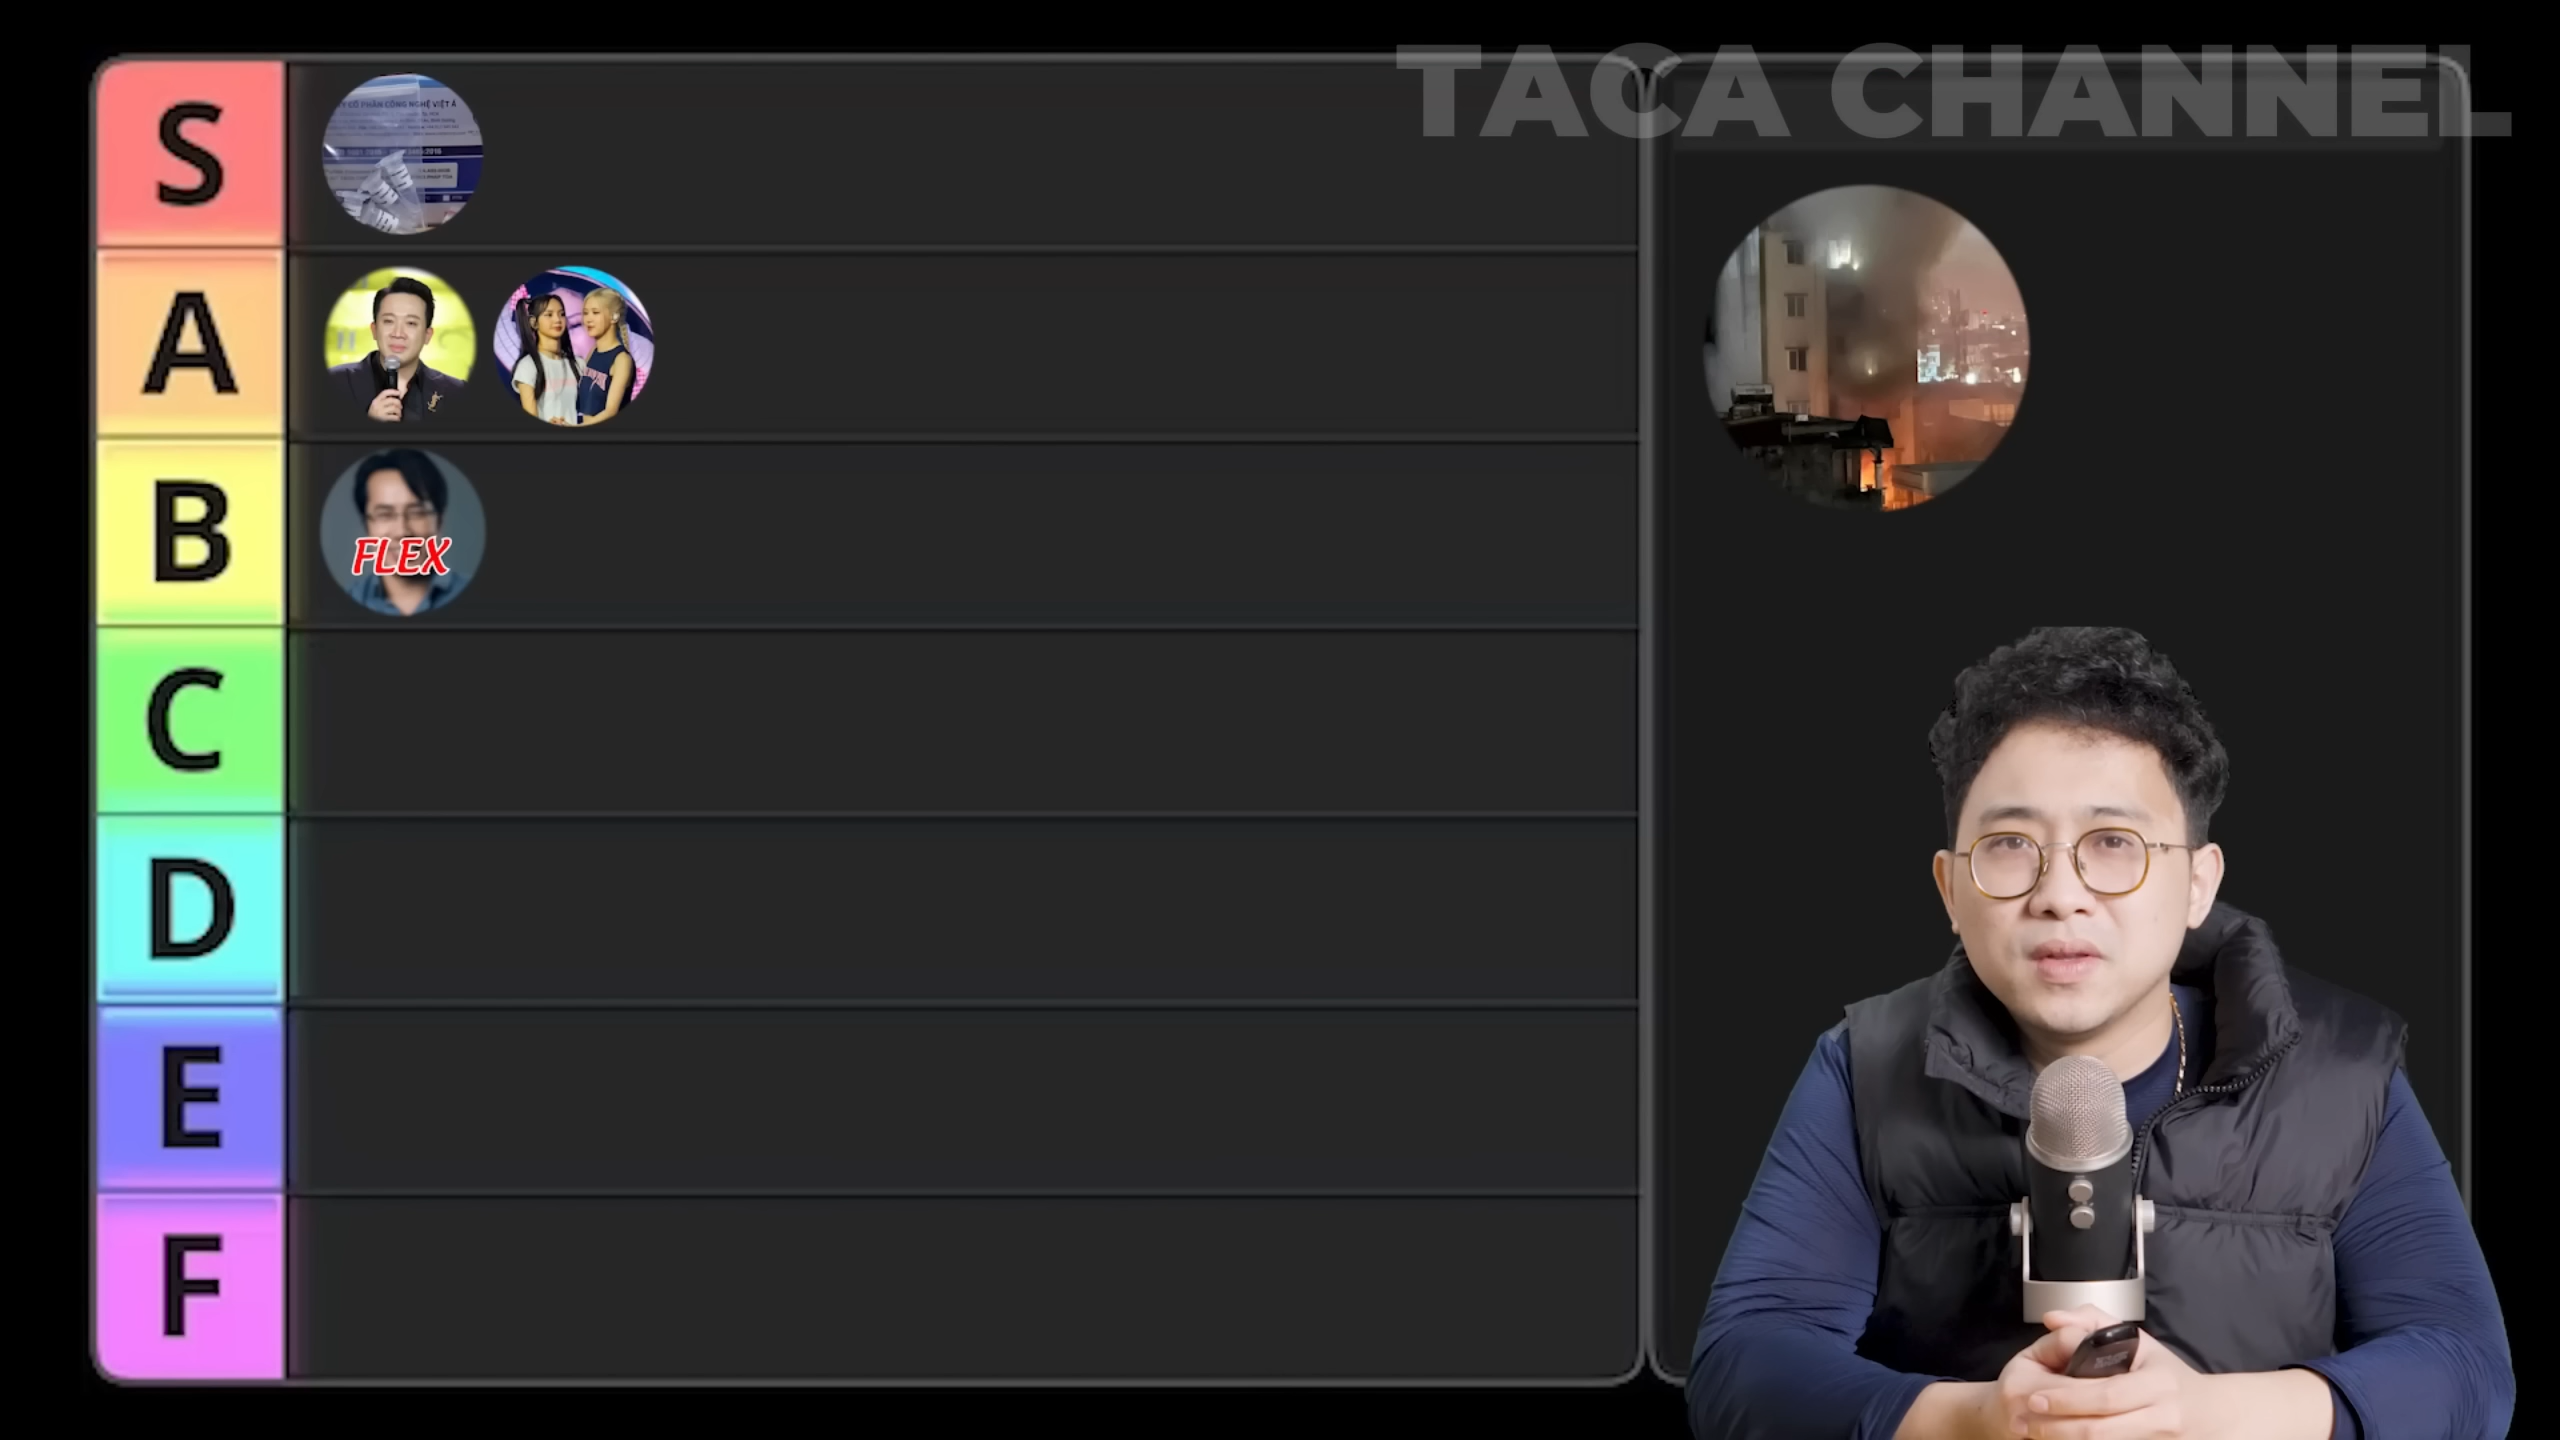 TACA CHANNEL
S
CỔ PHẦN CÔNG NGHỆ VIỆT Á
A
B
FLEX
C
D
E
F